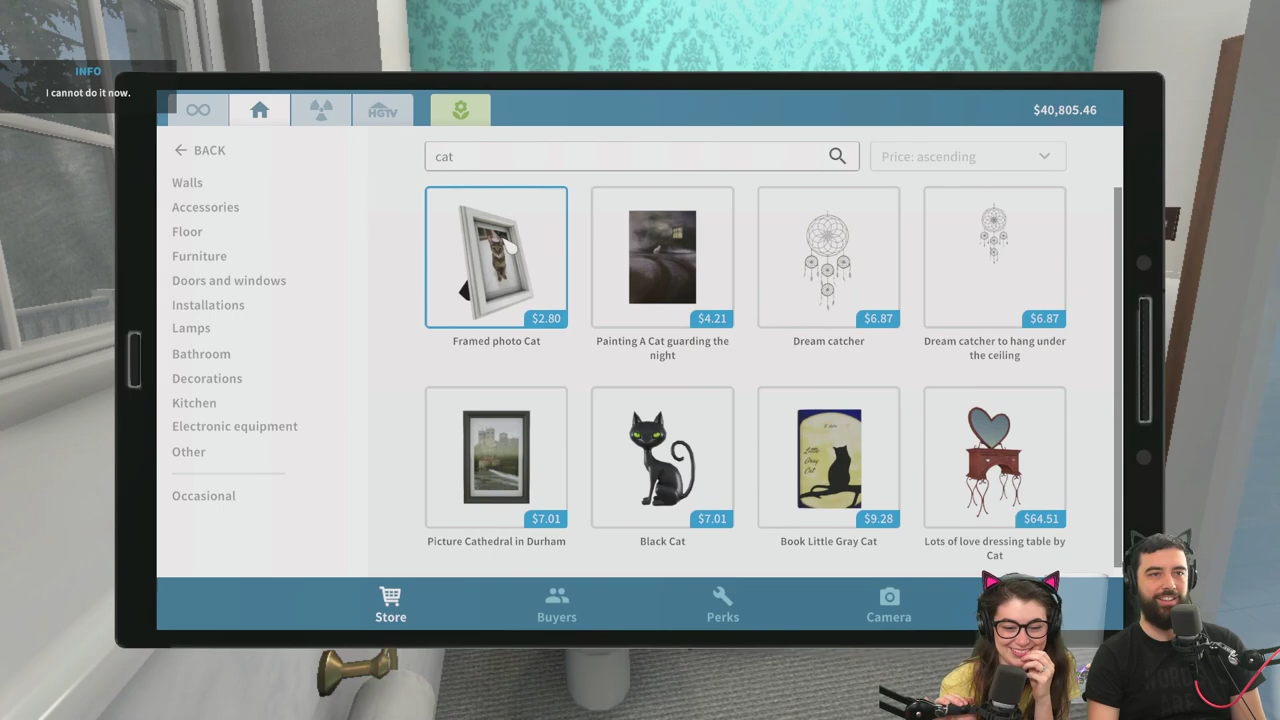 INFO
I cannot do it now.
HGTV
$40,805.46
BACK
cat
Price: ascending
Walls
Accessories
Floor
Furniture
Doors and windows
Installations
Lamps
Bathroom
Decorations
Kitchen
Electronic equipment
Other
Occasional
$2.80
$4.21
$6.87
$6.87
Framed photo Cat
Painting A Cat guarding the
night
Dream catcher
Dream catcher to hang under
the ceiling
Little
Gray
Cat
$7.01
$7.01
$9.28
$64.51
Picture Cathedral in Durham
Black Cat
Book Little Gray Cat
Lots of love dressing table by
Cat
Store
Buyers
Perks
Camera